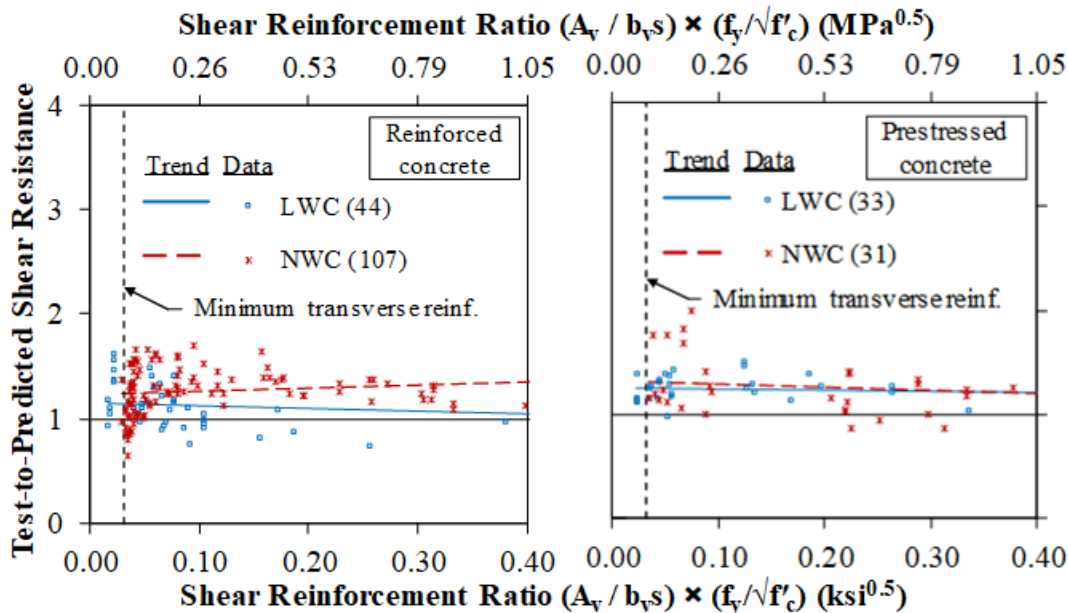 Shear Reinforcement Ratio (A_v / b_v s) × (f_y/√f′_c) (MPa^0.5)
0.00 0.26 0.53 0.79 1.05
0.00 0.26 0.53 0.79 1.05
Test-to-Predicted Shear Resistance
4
3
2
1
0
Reinforced
concrete
Trend Data
LWC (44)
NWC (107)
Minimum transverse reinf.
Prestressed
concrete
Trend Data
LWC (33)
NWC (31)
Minimum transverse reinf.
0.00 0.10 0.20 0.30 0.40
0.00 0.10 0.20 0.30 0.40
Shear Reinforcement Ratio (A_v / b_v s) × (f_y/√f′_c) (ksi^0.5)